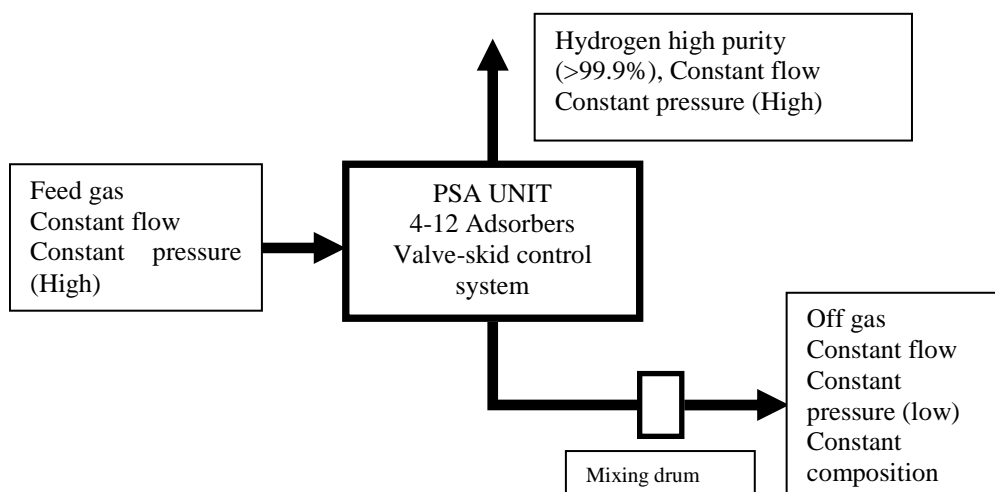 Hydrogen high purity
(>99.9%), Constant flow
Constant pressure (High)
Feed gas
Constant flow
Constant pressure
(High)
PSA UNIT
4-12 Adsorbers
Valve-skid control
system
Off gas
Constant flow
Constant
pressure (low)
Constant
composition
Mixing drum